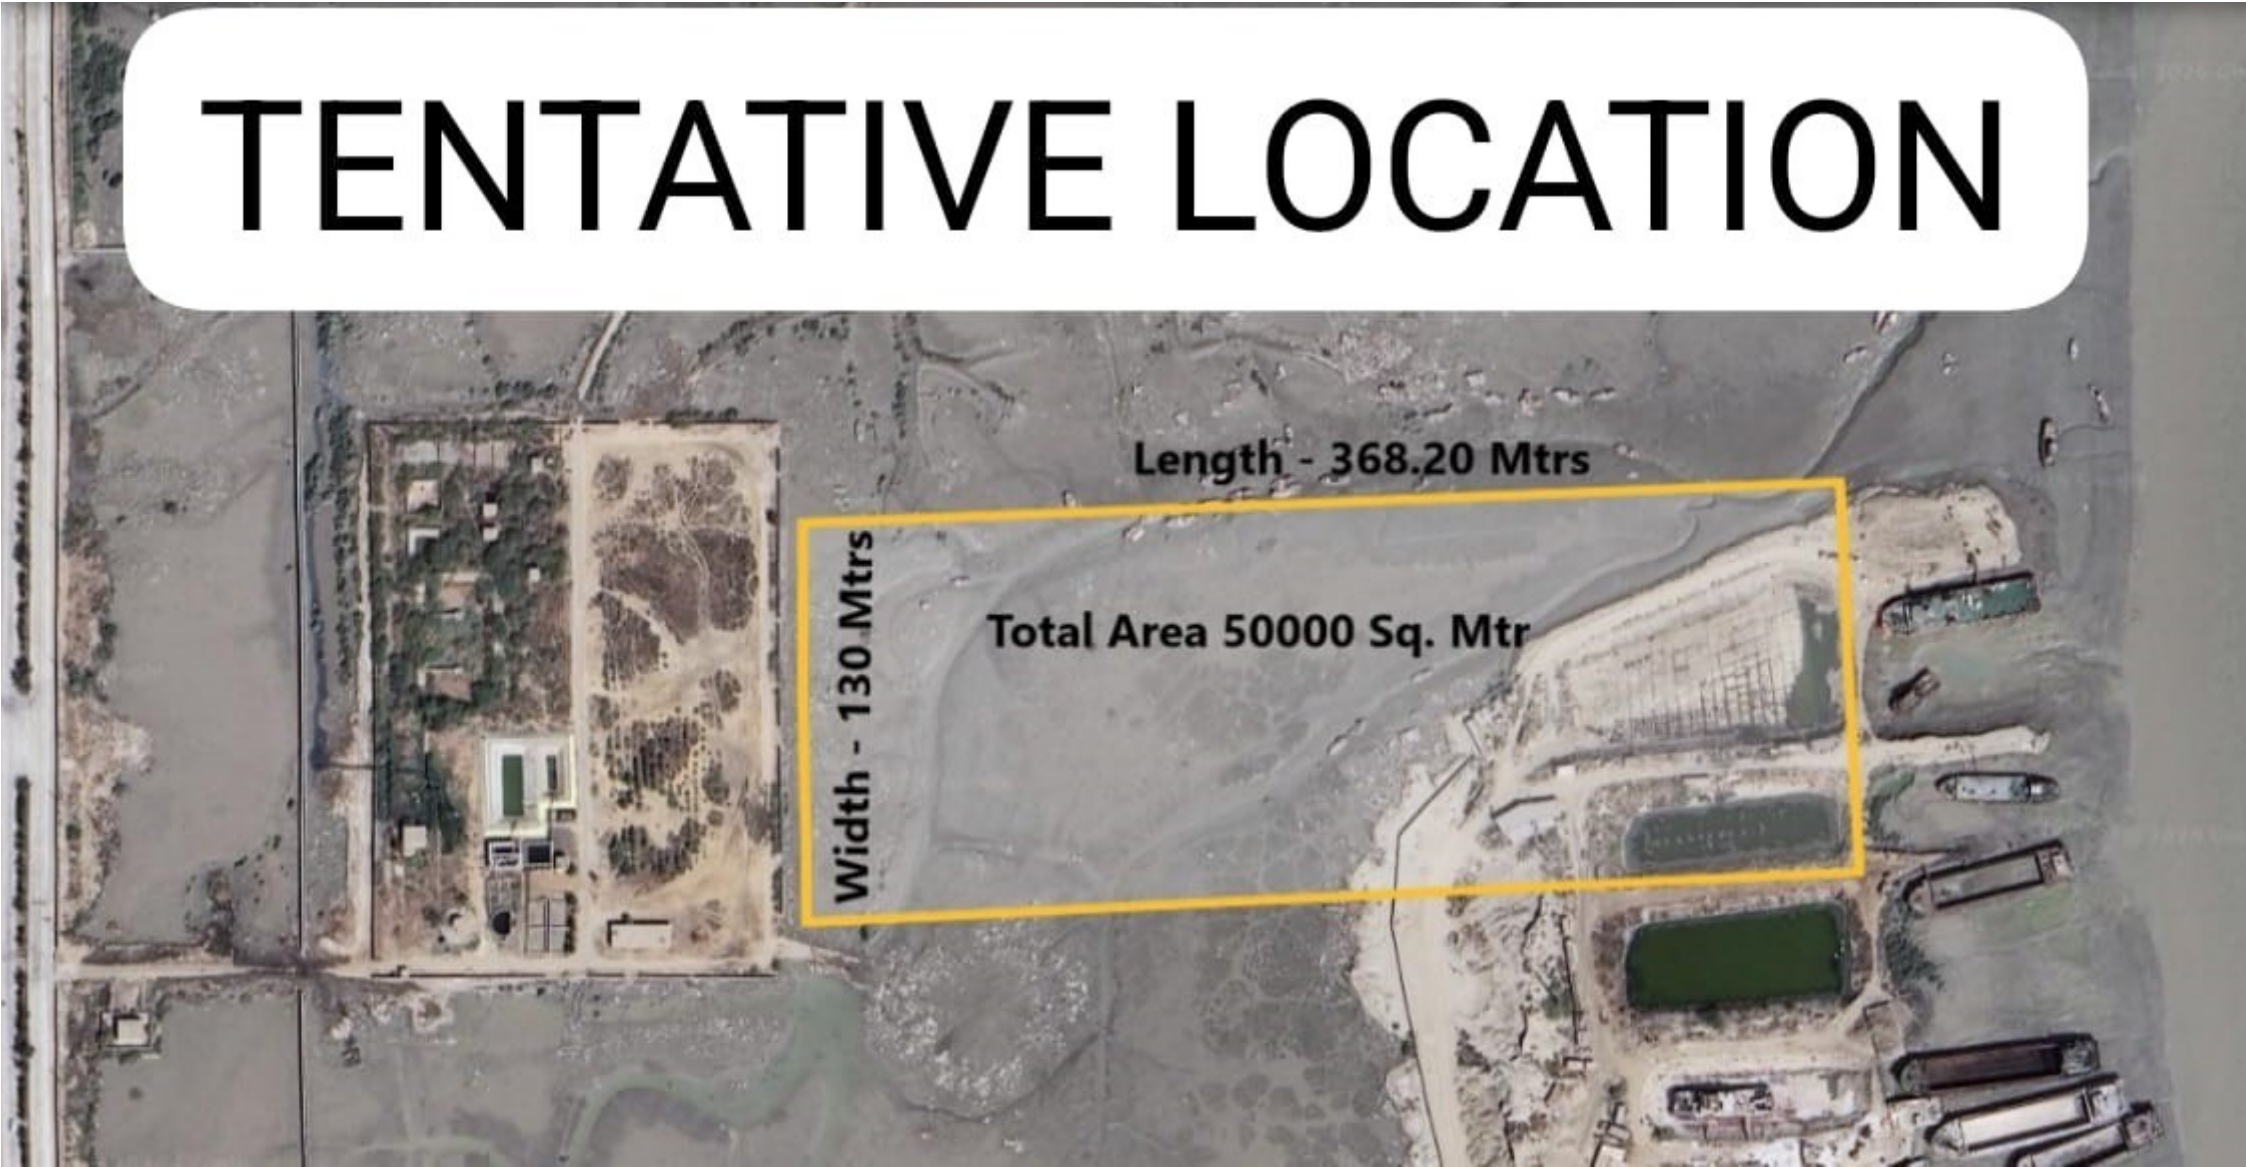 TENTATIVE LOCATION
Length - 368.20 Mtrs
Width - 130 Mtrs
Total Area 50000 Sq. Mtr